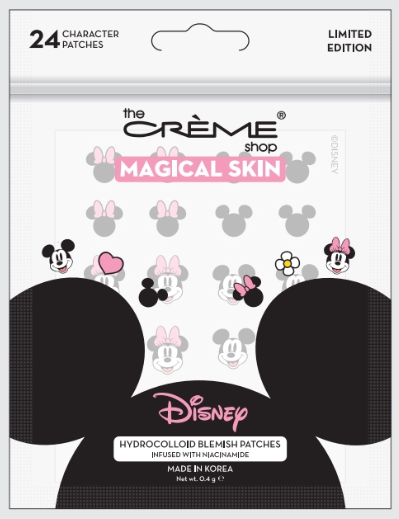 24 CHARACTER
PATCHES
LIMITED
EDITION
the
CRÈME®
shop
©DISNEY
MAGICAL SKIN
Disney
HYDROCOLLOID BLEMISH PATCHES
INFUSED WITH NIACINAMIDE
MADE IN KOREA
Net wt. 0.4 g ℮